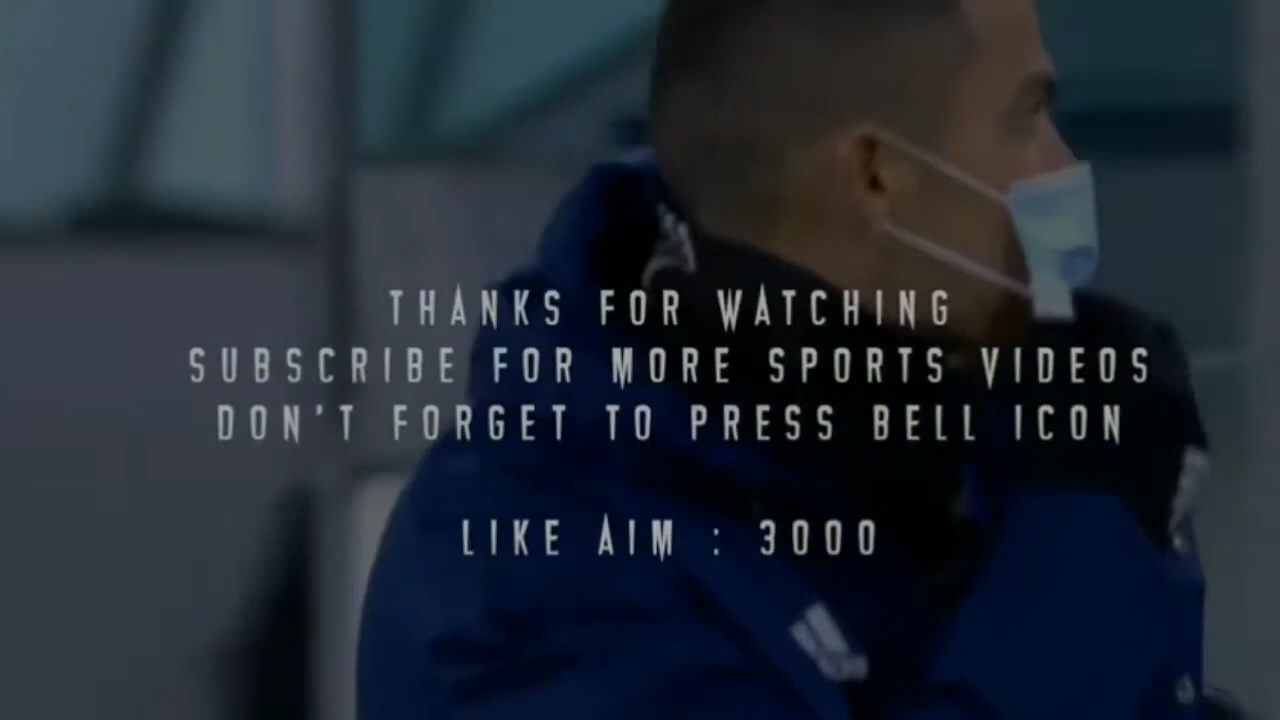 THANKS FOR WATCHING
SUBSCRIBE FOR MORE SPORTS VIDEOS
DON'T FORGET TO PRESS BELL ICON
LIKE AIM : 3000